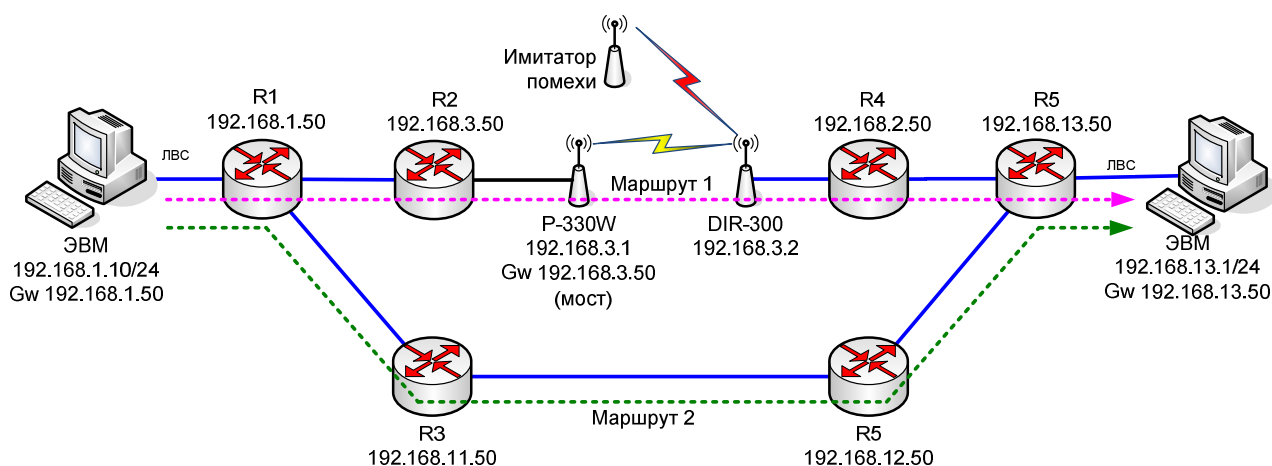 Имитатор
помехи
R1
192.168.1.50
R2
192.168.3.50
R4
192.168.2.50
R5
192.168.13.50
ЛВС
ЛВС
Маршрут 1
P-330W
192.168.3.1
Gw 192.168.3.50
(мост)
DIR-300
192.168.3.2
ЭВМ
192.168.1.10/24
Gw 192.168.1.50
ЭВМ
192.168.13.1/24
Gw 192.168.13.50
Маршрут 2
R3
192.168.11.50
R5
192.168.12.50